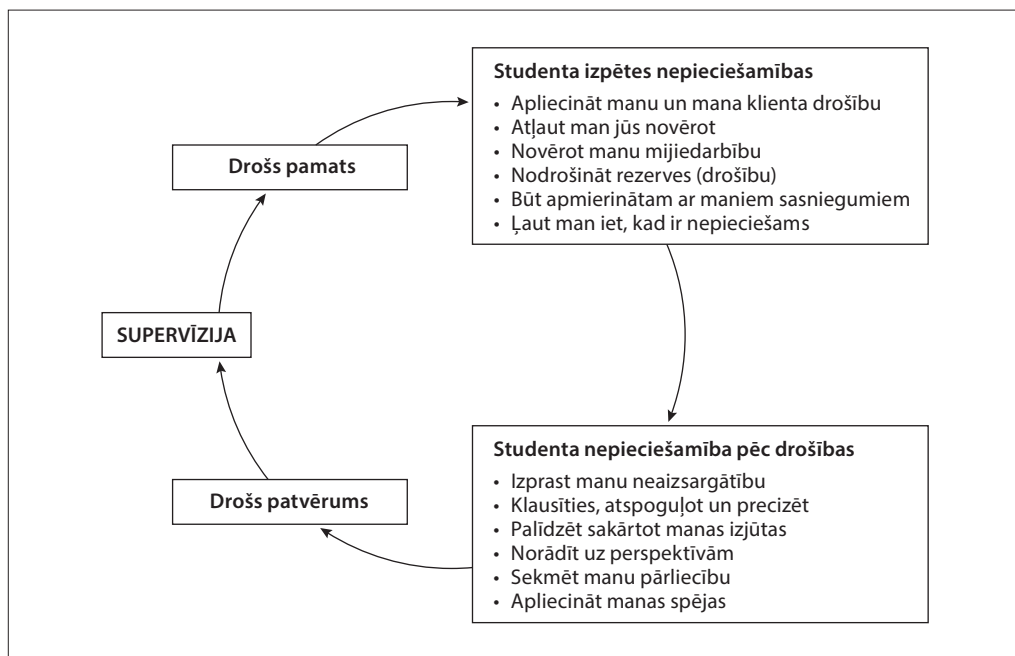 Studenta izpētes nepieciešamības
• Apliecināt manu un mana klienta drošību
• Atļaut man jūs novērot
• Novērot manu mijiedarbību
• Nodrošināt rezerves (drošību)
• Būt apmierinātam ar maniem sasniegumiem
• Ļaut man iet, kad ir nepieciešams
Drošs pamats
SUPERVĪZIJA
Drošs patvērums
Studenta nepieciešamība pēc drošības
• Izprast manu neaizsargātību
• Klausīties, atspoguļot un precizēt
• Palīdzēt sakārtot manas izjūtas
• Norādīt uz perspektīvām
• Sekmēt manu pārliecību
• Apliecināt manas spējas